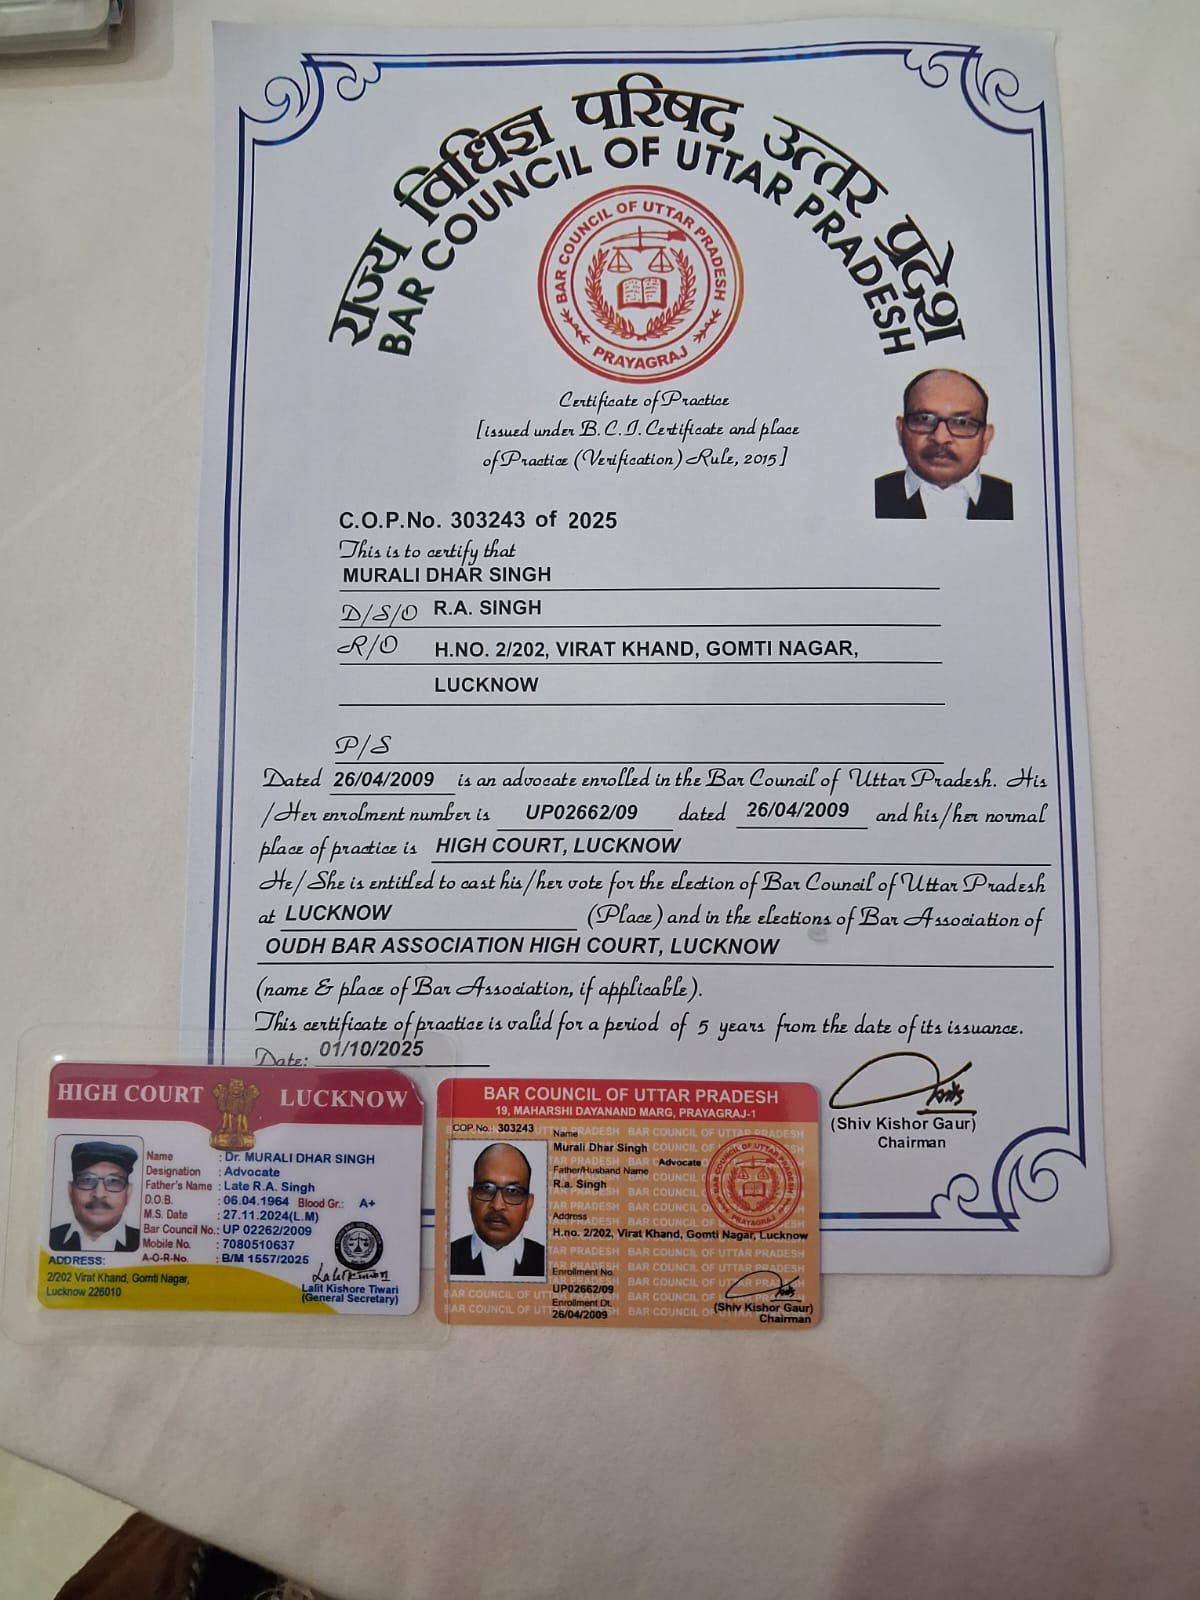 राज्य विधिज्ञ परिषद उत्तर प्रदेश
BAR COUNCIL OF UTTAR PRADESH
BAR COUNCIL OF UTTAR PRADESH
PRAYAGRAJ
Certificate of Practice
[issued under B.C.I. Certificate and place
of Practice (Verification) Rule, 2015]
C.O.P.No. 303243 of 2025
This is to certify that
MURALI DHAR SINGH
D/S/O R.A. SINGH
R/O H.NO. 2/202, VIRAT KHAND, GOMTI NAGAR,
LUCKNOW
P/S
Dated 26/04/2009 is an advocate enrolled in the Bar Council of Uttar Pradesh. His
/Her enrolment number is UP02662/09 dated 26/04/2009 and his/her normal
place of practice is HIGH COURT, LUCKNOW
He/She is entitled to cast his/her vote for the election of Bar Council of Uttar Pradesh
at LUCKNOW (Place) and in the elections of Bar Association of
OUDH BAR ASSOCIATION HIGH COURT, LUCKNOW
(name & place of Bar Association, if applicable).
This certificate of practice is valid for a period of 5 years from the date of its issuance.
Date: 01/10/2025
(Shiv Kishor Gaur)
Chairman
HIGH COURT LUCKNOW
Name : Dr. MURALI DHAR SINGH
Designation : Advocate
Father's Name : Late R.A. Singh
D.O.B. : 06.04.1964 Blood Gr.: A+
M.S. Date : 27.11.2024(L.M)
Bar Council No.: UP 02262/2009
Mobile No. : 7080510637
A-O-R-No. : B/M 1557/2025
ADDRESS:
2/202 Virat Khand, Gomti Nagar,
Lucknow 226010
Lalit Kishore Tiwari
(General Secretary)
BAR COUNCIL OF UTTAR PRADESH
19, MAHARSHI DAYANAND MARG, PRAYAGRAJ-1
COP No.: 303243
Name
Murali Dhar Singh
Advocate
Father/Husband Name
R.a. Singh
Address
H.no. 2/202, Virat Khand, Gomti Nagar, Lucknow
Enrollment No.
UP02662/09
Enrollment Dt.
26/04/2009
BAR COUNCIL OF UTTAR PRADESH
PRAYAGRAJ
(Shiv Kishor Gaur)
Chairman